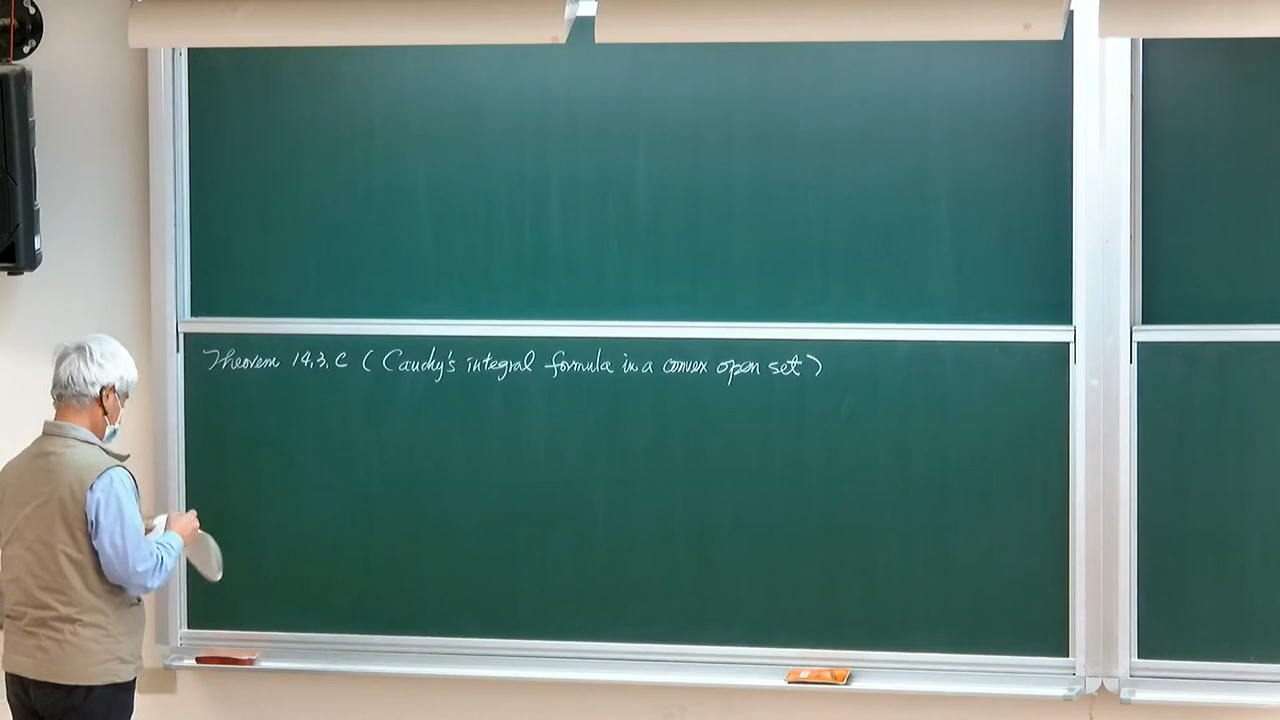 Theorem 14.3.C (Cauchy's integral formula in a convex open set)